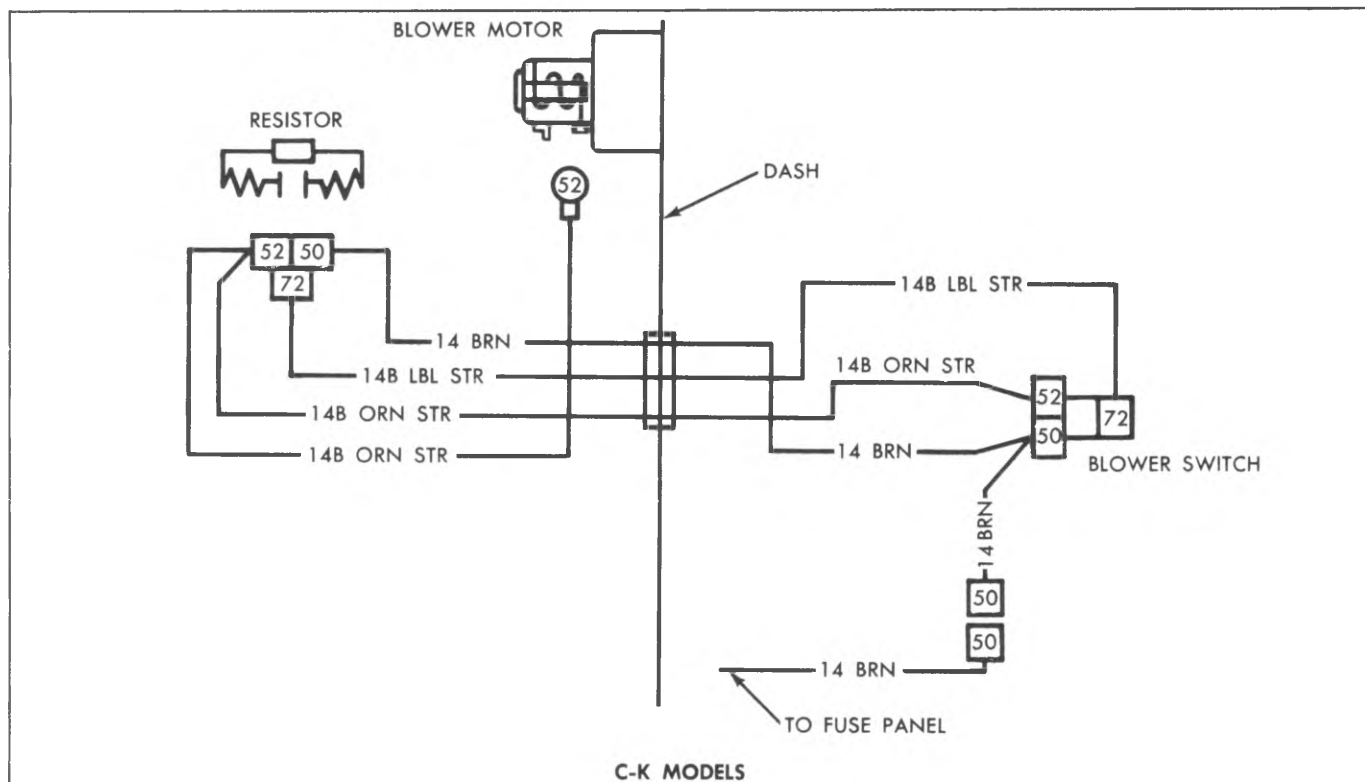 BLOWER MOTOR
RESISTOR
DASH
52
52 50
72
14B LBL STR
14 BRN
14B ORN STR
14B LBL STR
52
72
14B ORN STR
50
14 BRN
BLOWER SWITCH
14B ORN STR
14 BRN
50
50
14 BRN
TO FUSE PANEL
C-K MODELS